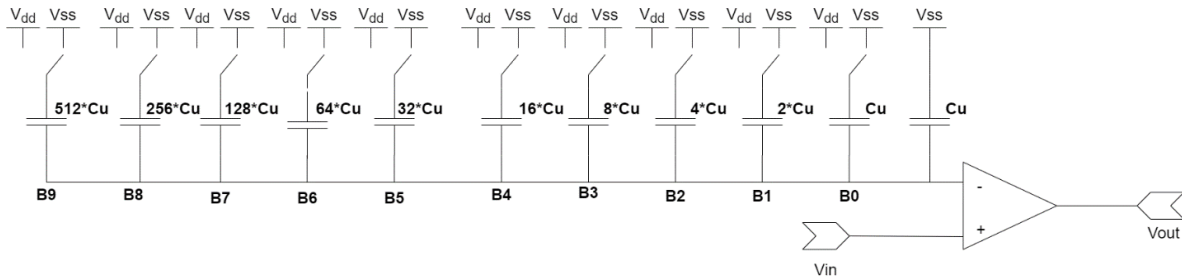 Vdd Vss Vdd Vss Vdd Vss Vdd Vss Vdd Vss Vdd Vss Vdd Vss Vdd Vss Vdd Vss Vdd Vss Vss
512*Cu 256*Cu 128*Cu 64*Cu 32*Cu 16*Cu 8*Cu 4*Cu 2*Cu Cu Cu
B9 B8 B7 B6 B5 B4 B3 B2 B1 B0
-
+
Vout
Vin